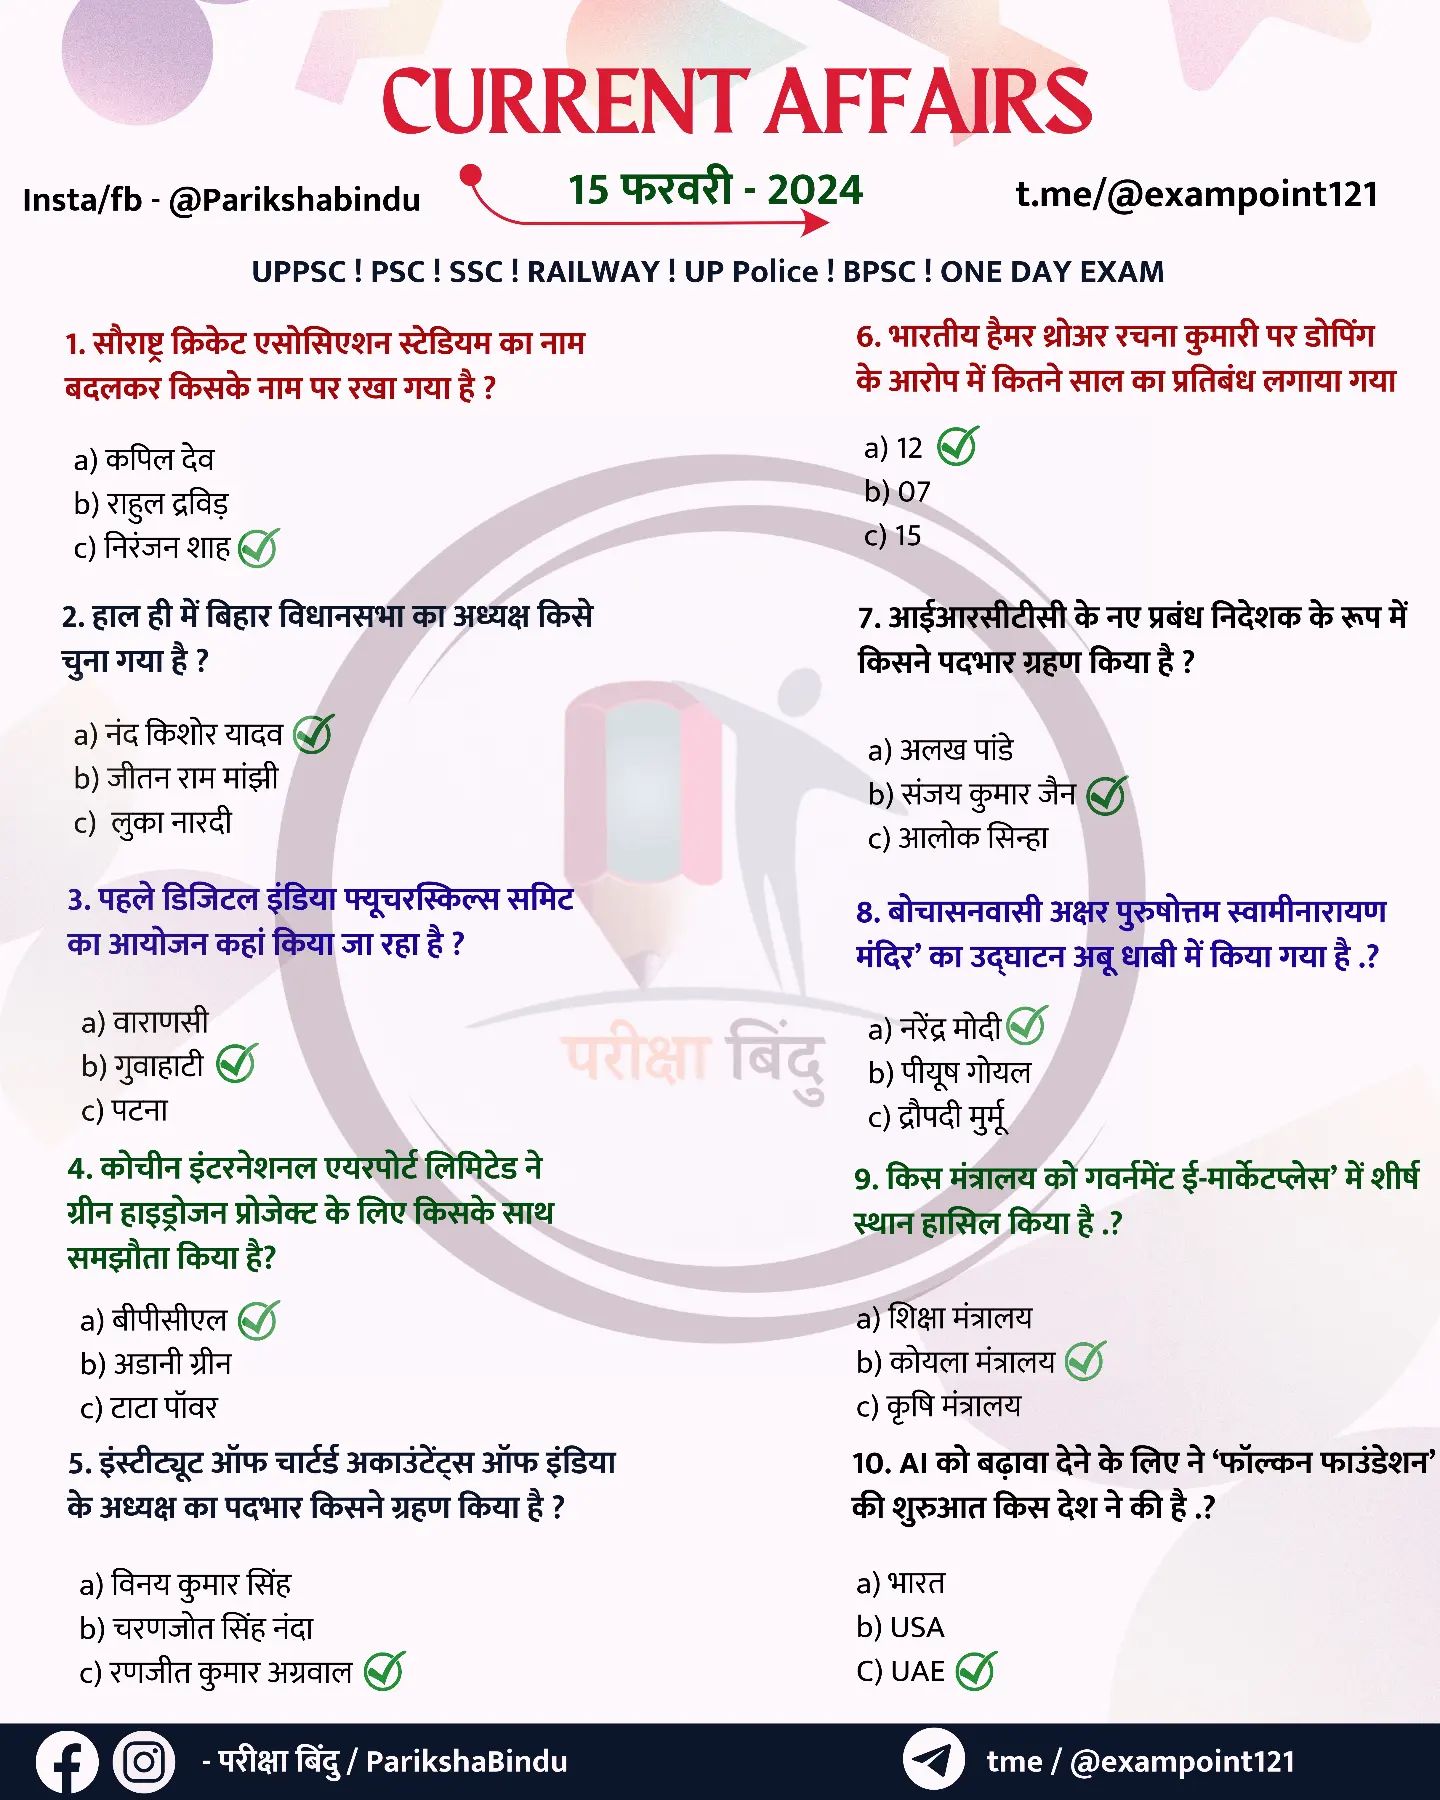 CURRENT AFFAIRS
Insta/fb - @Parikshabindu
15 फरवरी - 2024
t.me/@exampoint121
UPPSC ! PSC ! SSC ! RAILWAY ! UP Police ! BPSC ! ONE DAY EXAM
1. सौराष्ट्र क्रिकेट एसोसिएशन स्टेडियम का नाम
बदलकर किसके नाम पर रखा गया है ?
a) कपिल देव
b) राहुल द्रविड़
c) निरंजन शाह
2. हाल ही में बिहार विधानसभा का अध्यक्ष किसे
चुना गया है ?
a) नंद किशोर यादव
b) जीतन राम मांझी
c) लुका नारदी
3. पहले डिजिटल इंडिया फ्यूचरस्किल्स समिट
का आयोजन कहां किया जा रहा है ?
a) वाराणसी
b) गुवाहाटी
c) पटना
4. कोचीन इंटरनेशनल एयरपोर्ट लिमिटेड ने
ग्रीन हाइड्रोजन प्रोजेक्ट के लिए किसके साथ
समझौता किया है?
a) बीपीसीएल
b) अडानी ग्रीन
c) टाटा पॉवर
5. इंस्टीट्यूट ऑफ चार्टर्ड अकाउंटेंट्स ऑफ इंडिया
के अध्यक्ष का पदभार किसने ग्रहण किया है ?
a) विनय कुमार सिंह
b) चरणजोत सिंह नंदा
c) रणजीत कुमार अग्रवाल
6. भारतीय हैमर थ्रोअर रचना कुमारी पर डोपिंग
के आरोप में कितने साल का प्रतिबंध लगाया गया
a) 12
b) 07
c) 15
7. आईआरसीटीसी के नए प्रबंध निदेशक के रूप में
किसने पदभार ग्रहण किया है ?
a) अलख पांडे
b) संजय कुमार जैन
c) आलोक सिन्हा
8. बोचासनवासी अक्षर पुरुषोत्तम स्वामीनारायण
मंदिर’ का उद्घाटन अबू धाबी में किया गया है .?
a) नरेंद्र मोदी
b) पीयूष गोयल
c) द्रौपदी मुर्मू
9. किस मंत्रालय को गवर्नमेंट ई-मार्केटप्लेस’ में शीर्ष
स्थान हासिल किया है .?
a) शिक्षा मंत्रालय
b) कोयला मंत्रालय
c) कृषि मंत्रालय
10. AI को बढ़ावा देने के लिए ने ‘फॉल्कन फाउंडेशन’
की शुरुआत किस देश ने की है .?
a) भारत
b) USA
C) UAE
परीक्षा बिंदु
- परीक्षा बिंदु / ParikshaBindu
tme / @exampoint121